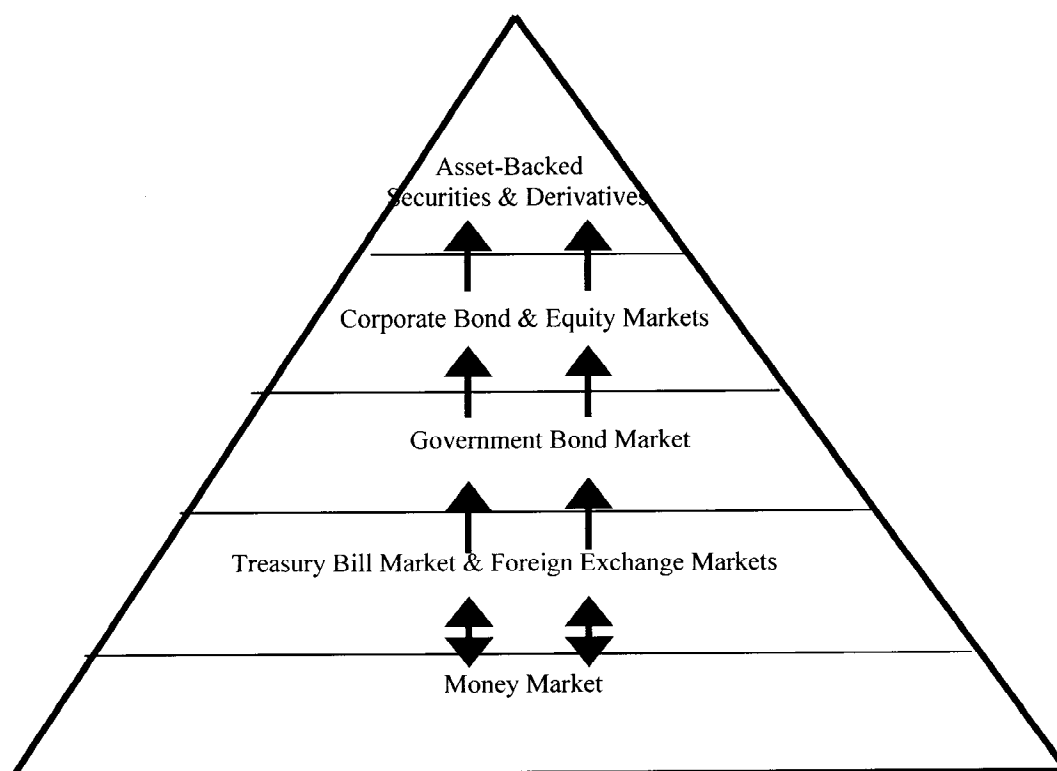 Asset-Backed
Securities & Derivatives
Corporate Bond & Equity Markets
Government Bond Market
Treasury Bill Market & Foreign Exchange Markets
Money Market